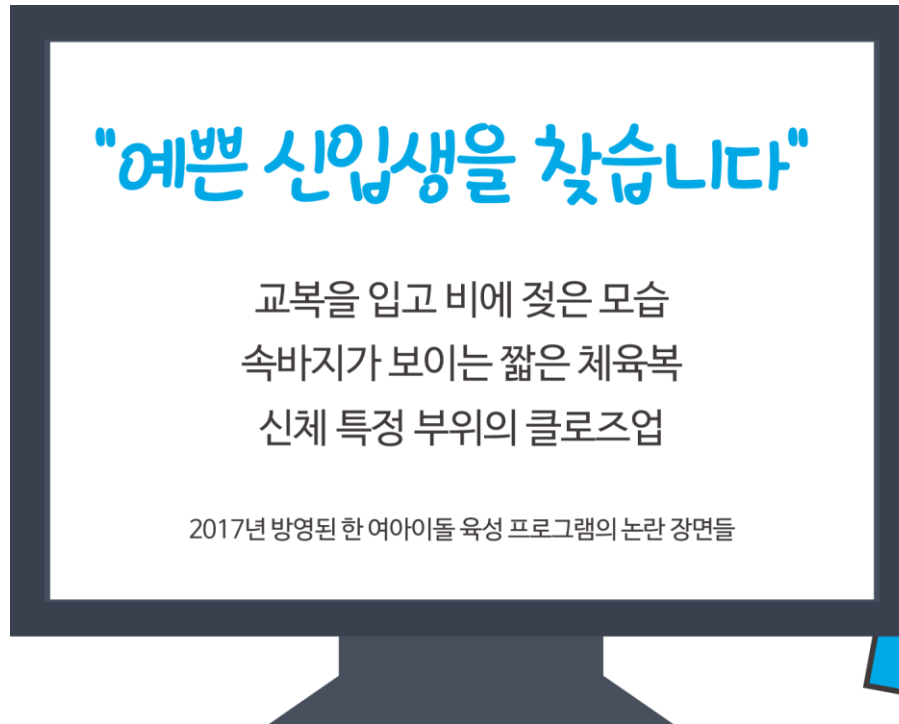 "예쁜 신입생을 찾습니다"
교복을 입고 비에 젖은 모습
속바지가 보이는 짧은 체육복
신체 특정 부위의 클로즈업
2017년 방영된 한 여아이돌 육성 프로그램의 논란 장면들